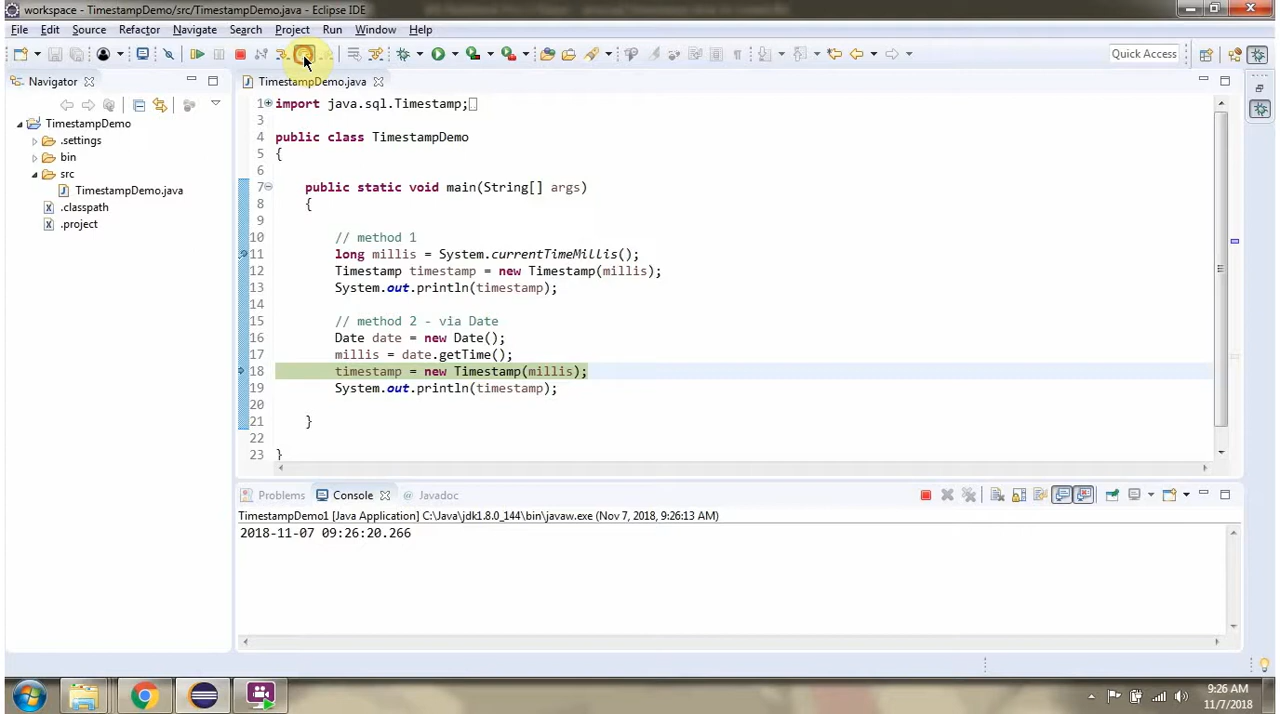 workspace - TimestampDemo/src/TimestampDemo.java - Eclipse IDE
File Edit Source Refactor Navigate Search Project Run Window Help
Quick Access
Navigator
TimestampDemo.java
TimestampDemo
.settings
bin
src
TimestampDemo.java
.classpath
.project
1 import java.sql.Timestamp;
3
4 public class TimestampDemo
5 {
6
7 public static void main(String[] args)
8 {
9
10 // method 1
11 long millis = System.currentTimeMillis();
12 Timestamp timestamp = new Timestamp(millis);
13 System.out.println(timestamp);
14
15 // method 2 - via Date
16 Date date = new Date();
17 millis = date.getTime();
18 timestamp = new Timestamp(millis);
19 System.out.println(timestamp);
20
21 }
22
23 }
Problems Console Javadoc
TimestampDemo1 [Java Application] C:\Java\jdk1.8.0_144\bin\javaw.exe (Nov 7, 2018, 9:26:13 AM)
2018-11-07 09:26:20.266
9:26 AM
11/7/2018